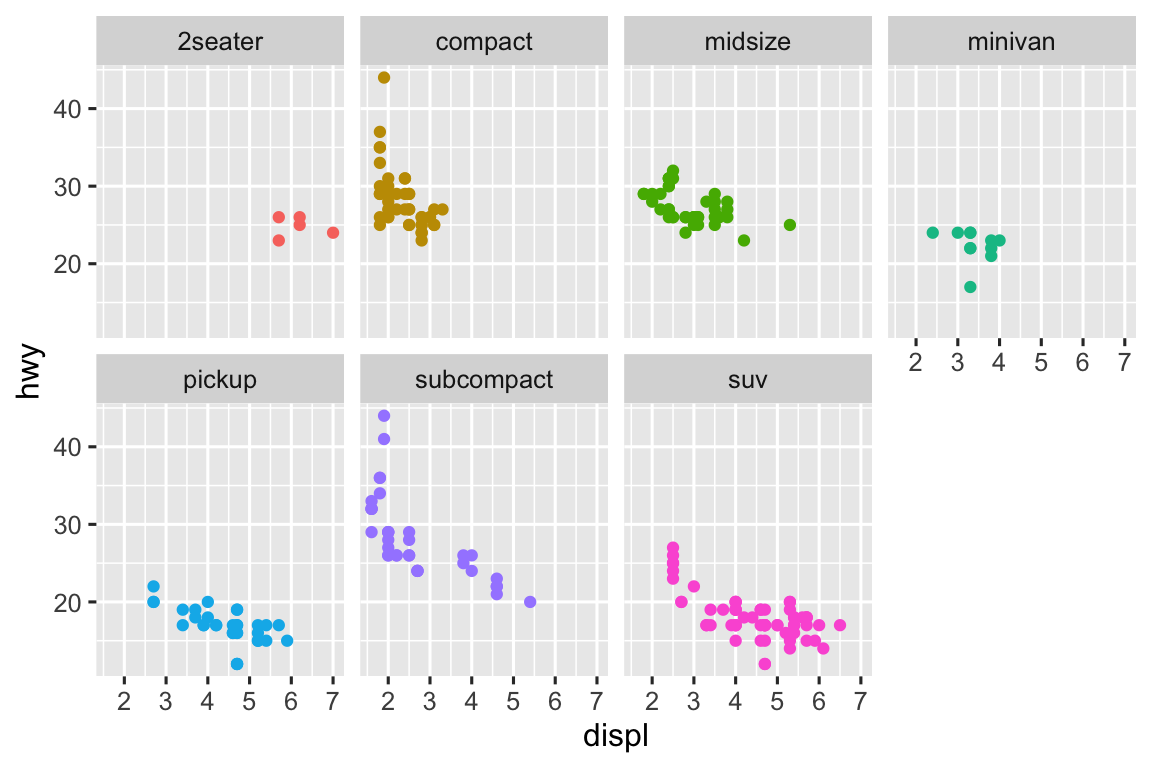 2seater
compact
midsize
minivan
40
30
20
2 3 4 5 6 7
hwy
pickup
subcompact
suv
40
30
20
2 3 4 5 6 7
2 3 4 5 6 7
2 3 4 5 6 7
displ